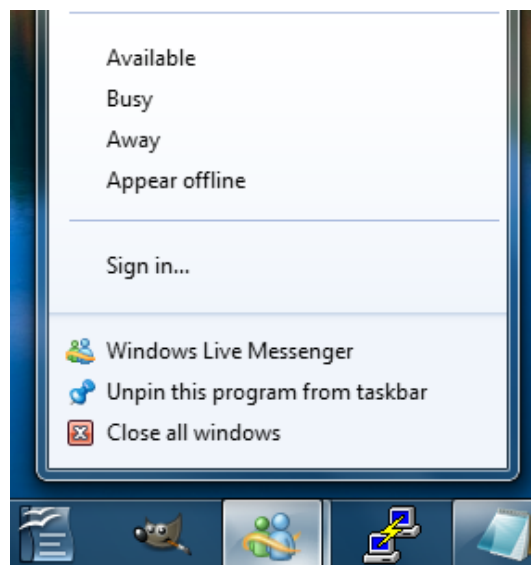 Available
Busy
Away
Appear offline
Sign in...
Windows Live Messenger
Unpin this program from taskbar
Close all windows